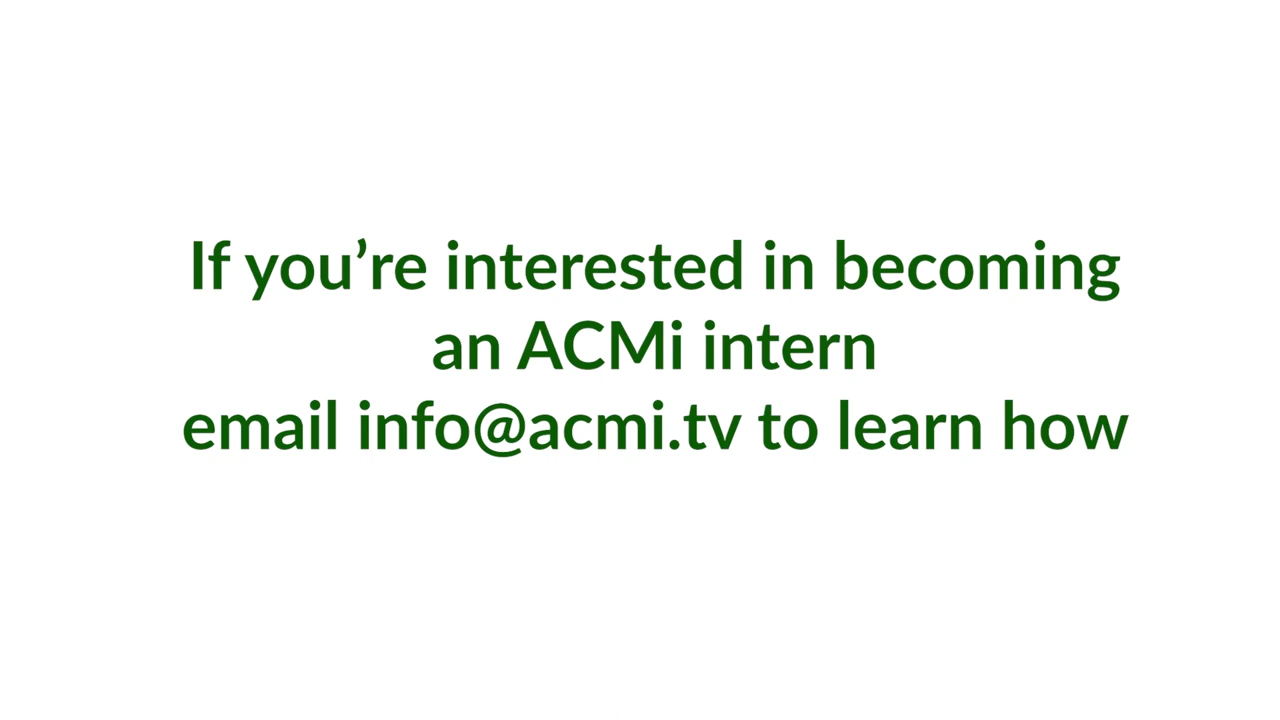 If you’re interested in becoming
an ACMi intern
email info@acmi.tv to learn how